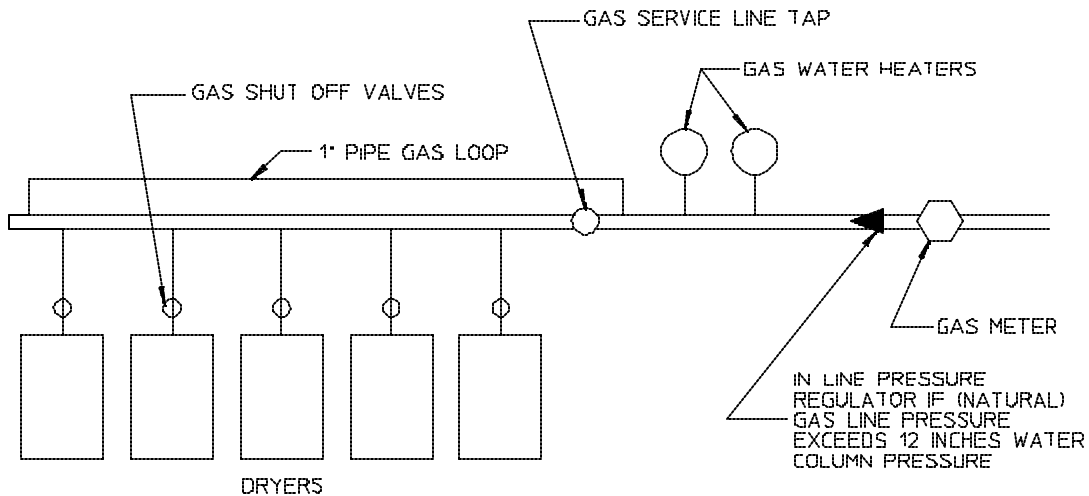 GAS SERVICE LINE TAP
GAS WATER HEATERS
GAS SHUT OFF VALVES
1" PIPE GAS LOOP
GAS METER
IN LINE PRESSURE
REGULATOR IF (NATURAL)
GAS LINE PRESSURE
EXCEEDS 12 INCHES WATER
COLUMN PRESSURE
DRYERS